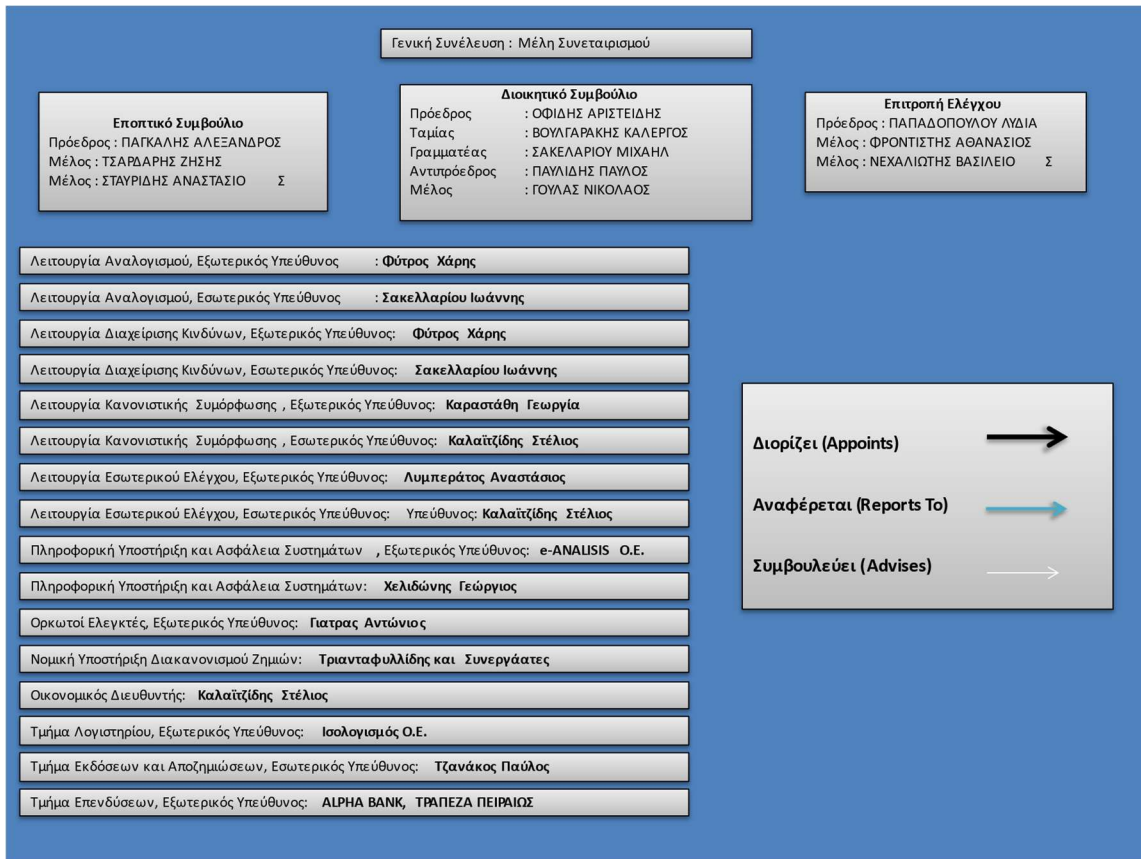 Γενική Συνέλευση : Μέλη Συνεταιρισμού
Εποπτικό Συμβούλιο
Πρόεδρος : ΠΑΓΚΑΛΗΣ ΑΛΕΞΑΝΔΡΟΣ
Μέλος : ΤΣΑΡΔΑΡΗΣ ΖΗΣΗΣ
Μέλος : ΣΤΑΥΡΙΔΗΣ ΑΝΑΣΤΑΣΙΟ Σ
Διοικητικό Συμβούλιο
Πρόεδρος : ΟΦΙΔΗΣ ΑΡΙΣΤΕΙΔΗΣ
Ταμίας : ΒΟΥΛΓΑΡΑΚΗΣ ΚΑΛΕΡΓΟΣ
Γραμματέας : ΣΑΚΕΛΑΡΙΟΥ ΜΙΧΑΗΛ
Αντιπρόεδρος : ΠΑΥΛΙΔΗΣ ΠΑΥΛΟΣ
Μέλος : ΓΟΥΛΑΣ ΝΙΚΟΛΑΟΣ
Επιτροπή Ελέγχου
Πρόεδρος : ΠΑΠΑΔΟΠΟΥΛΟΥ ΛΥΔΙΑ
Μέλος : ΦΡΟΝΤΙΣΤΗΣ ΑΘΑΝΑΣΙΟΣ
Μέλος : ΝΕΧΑΛΙΩΤΗΣ ΒΑΣΙΛΕΙΟ Σ
Λειτουργία Αναλογισμού, Εξωτερικός Υπεύθυνος : Φύτρος Χάρης
Λειτουργία Αναλογισμού, Εσωτερικός Υπεύθυνος : Σακελλαρίου Ιωάννης
Λειτουργία Διαχείρισης Κινδύνων, Εξωτερικός Υπεύθυνος: Φύτρος Χάρης
Λειτουργία Διαχείρισης Κινδύνων, Εσωτερικός Υπεύθυνος: Σακελλαρίου Ιωάννης
Λειτουργία Κανονιστικής Συμόρφωσης , Εξωτερικός Υπεύθυνος: Καραστάθη Γεωργία
Λειτουργία Κανονιστικής Συμόρφωσης , Εσωτερικός Υπεύθυνος: Καλαϊτζίδης Στέλιος
Λειτουργία Εσωτερικού Ελέγχου, Εξωτερικός Υπεύθυνος: Λυμπεράτος Αναστάσιος
Λειτουργία Εσωτερικού Ελέγχου, Εσωτερικός Υπεύθυνος: Υπεύθυνος: Καλαϊτζίδης Στέλιος
Πληροφορική Υποστήριξη και Ασφάλεια Συστημάτων , Εξωτερικός Υπεύθυνος: e-ANALISIS Ο.Ε.
Πληροφορική Υποστήριξη και Ασφάλεια Συστημάτων: Χελιδώνης Γεώργιος
Ορκωτοί Ελεγκτές, Εξωτερικός Υπεύθυνος: Γιατρας Αντώνιος
Νομική Υποστήριξη Διακανονισμού Ζημιών: Τριανταφυλλίδης και Συνεργάατες
Οικονομικός Διευθυντής: Καλαϊτζίδης Στέλιος
Τμήμα Λογιστηρίου, Εξωτερικός Υπεύθυνος: Ισολογισμός Ο.Ε.
Τμήμα Εκδόσεων και Αποζημιώσεων, Εσωτερικός Υπεύθυνος: Τζανάκος Παύλος
Τμήμα Επενδύσεων, Εξωτερικός Υπεύθυνος: ALPHA BANK, ΤΡΑΠΕΖΑ ΠΕΙΡΑΙΩΣ
Διορίζει (Appoints)
Αναφέρεται (Reports To)
Συμβουλεύει (Advises)